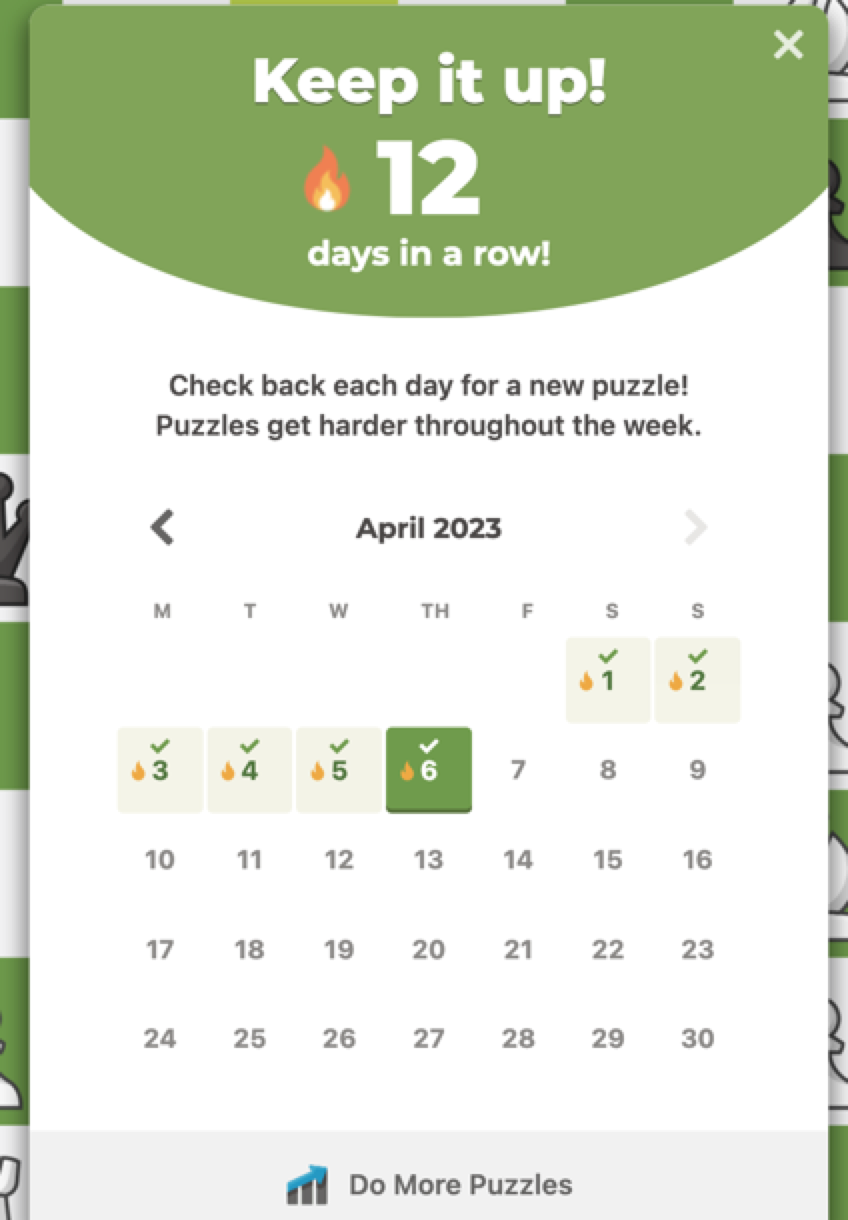 Keep it up!
12
days in a row!
Check back each day for a new puzzle!
Puzzles get harder throughout the week.
April 2023
M T W TH F S S
1 2
3 4 5 6 7 8 9
10 11 12 13 14 15 16
17 18 19 20 21 22 23
24 25 26 27 28 29 30
Do More Puzzles